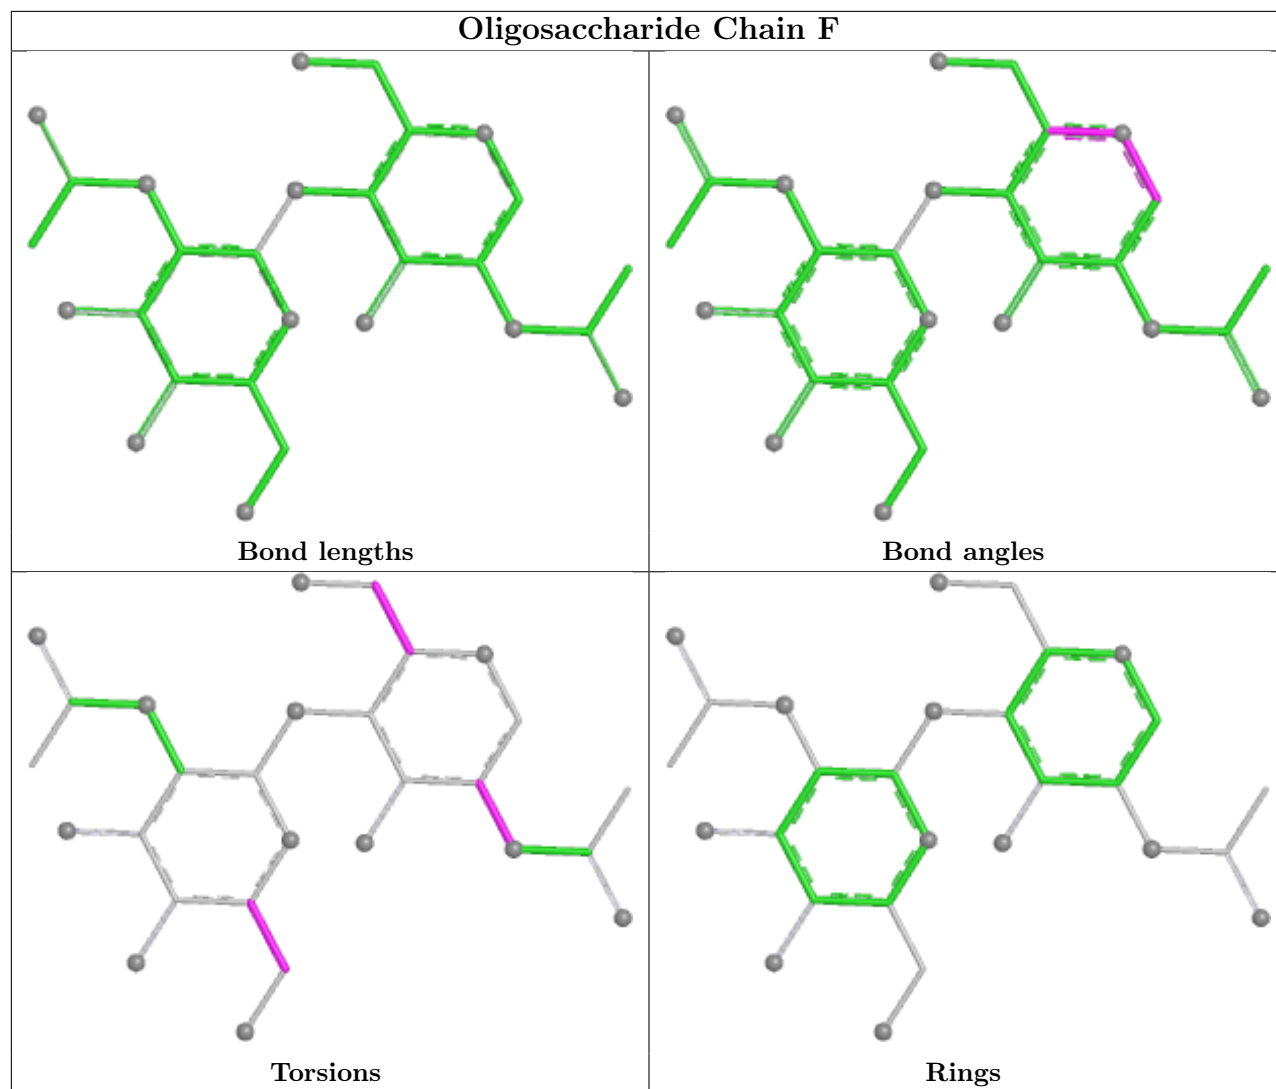 Oligosaccharide Chain F
Bond lengths
Bond angles
Torsions
Rings